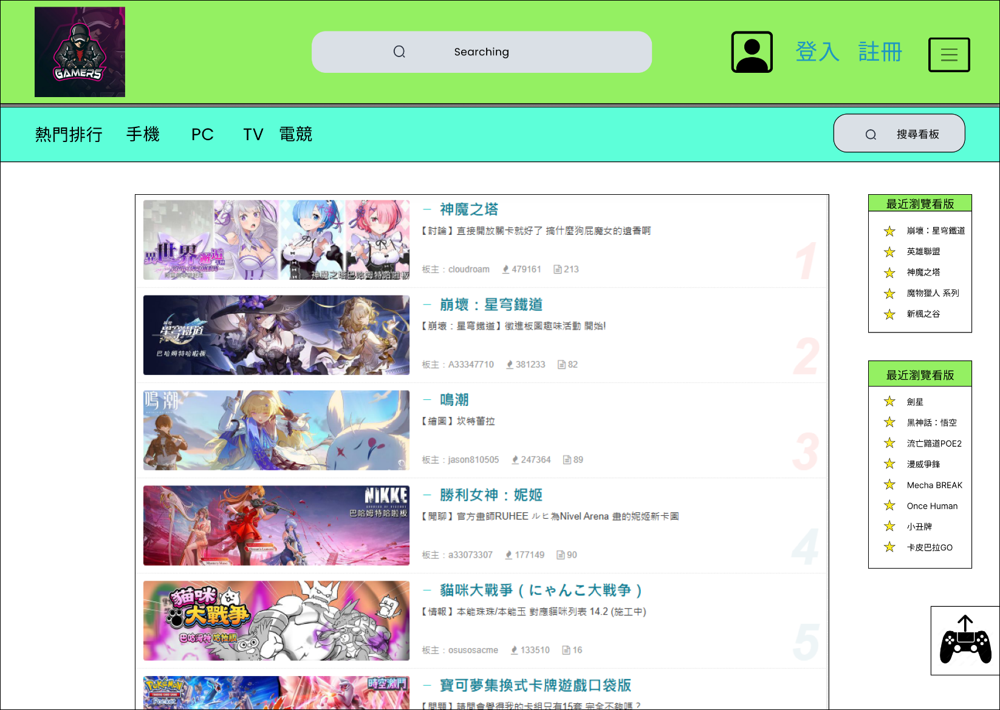 GAMERS
Searching
登入 註冊
熱門排行 手機 PC TV 電競
搜尋看板
異世界邂逅
神魔之塔巴哈姆特哈啦板
— 神魔之塔
【討論】直接開放關卡就好了 搞什麼狗屁魔女的遺香啊
板主：cloudroam 479161 213
1
星穹鐵道
巴哈姆特哈啦板
— 崩壞：星穹鐵道
【崩壞：星穹鐵道】徵進板圖趣味活動 開始!
板主：A33347710 381233 82
2
鳴潮
— 鳴潮
【繪圖】坎特蕾拉
板主：jason810505 247364 89
3
NIKKE
巴哈姆特哈啦板
— 勝利女神：妮姬
【閒聊】官方畫師RUHEE ルヒ為Nivel Arena 畫的妮姬新卡圖
板主：a33073307 177149 90
4
貓咪
大戰爭
巴哈姆特 哈拉版
— 貓咪大戰爭（にゃんこ大戦争）
【情報】本能珠珠/本能玉 對應貓咪列表 14.2 (施工中)
板主：osusosacme 133510 16
5
Pokémon
TRADING CARD GAME
Pocket
時空激鬥
— 寶可夢集換式卡牌遊戲口袋版
【問題】請問會覺得我的卡組只有15套 完全不夠嗎？
最近瀏覽看版
崩壞：星穹鐵道
英雄聯盟
神魔之塔
魔物獵人 系列
新楓之谷
最近瀏覽看版
劍星
黑神話：悟空
流亡黯道POE2
漫威爭鋒
Mecha BREAK
Once Human
小丑牌
卡皮巴拉GO